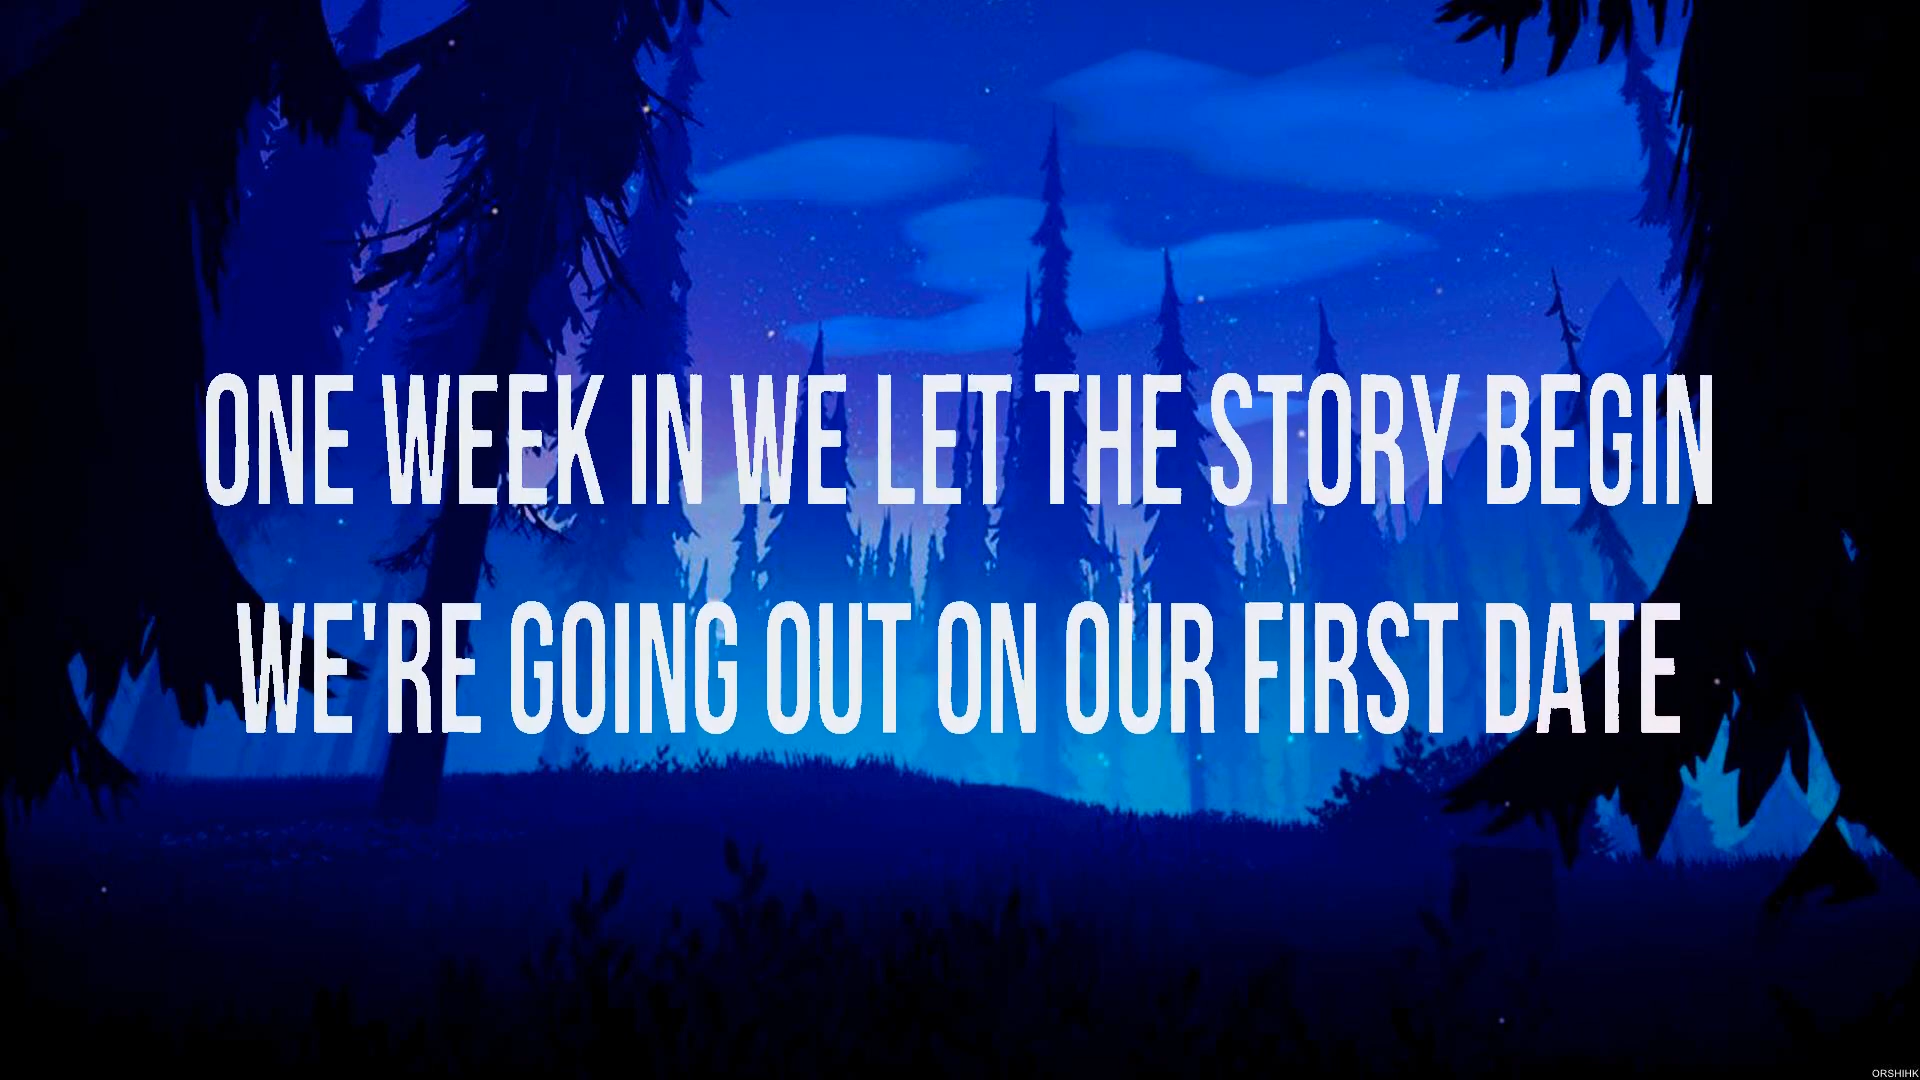 ONE WEEK IN WE LET THE STORY BEGIN
WE'RE GOING OUT ON OUR FIRST DATE
ORSHIHK